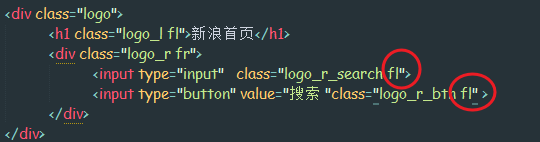 <div class="logo">
<h1 class="logo_l fl">新浪首页</h1>
<div class="logo_r fr">
<input type="input" class="logo_r_search fl">
<input type="button" value="搜索 "class="logo_r_btn fl" >
</div>
</div>